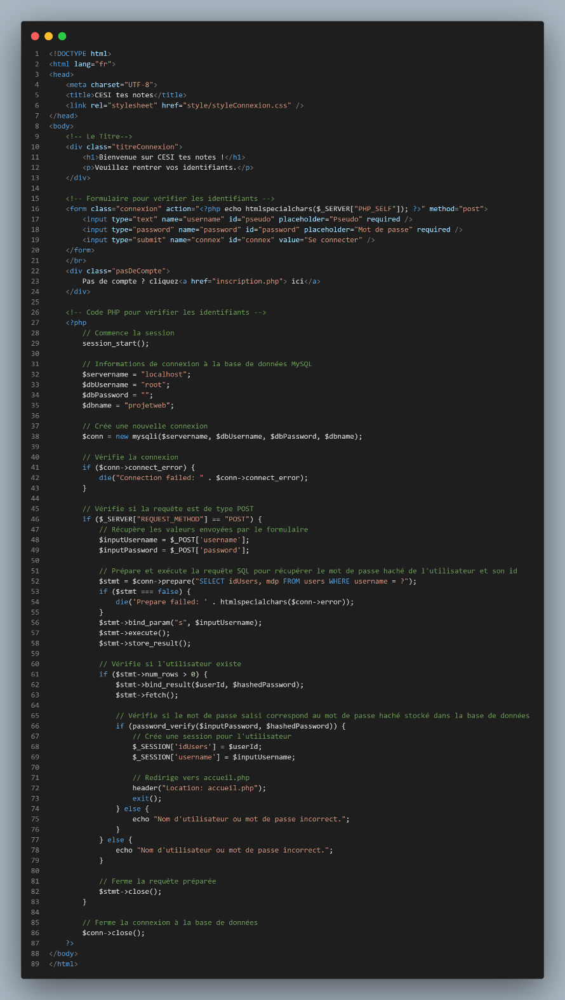 1 <!DOCTYPE html>
2 <html lang="fr">
3 <head>
4     <meta charset="UTF-8">
5     <title>CESI tes notes</title>
6     <link rel="stylesheet" href="style/styleConnexion.css" />
7 </head>
8 <body>
9     <!-- Le Titre-->
10     <div class="titreConnexion">
11         <h1>Bienvenue sur CESI tes notes !</h1>
12         <p>Veuillez rentrer vos identifiants.</p>
13     </div>
14
15     <!-- Formulaire pour vérifier les identifiants -->
16     <form class="connexion" action="<?php echo htmlspecialchars($_SERVER["PHP_SELF"]); ?>" method="post">
17         <input type="text" name="username" id="pseudo" placeholder="Pseudo" required />
18         <input type="password" name="password" id="password" placeholder="Mot de passe" required />
19         <input type="submit" name="connex" id="connex" value="Se connecter" />
20     </form>
21     </br>
22     <div class="pasDeCompte">
23         Pas de compte ? cliquez<a href="inscription.php"> ici</a>
24     </div>
25
26     <!-- Code PHP pour vérifier les identifiants -->
27     <?php
28         // Commence la session
29         session_start();
30
31         // Informations de connexion à la base de données MySQL
32         $servername = "localhost";
33         $dbUsername = "root";
34         $dbPassword = "";
35         $dbname = "projetweb";
36
37         // Crée une nouvelle connexion
38         $conn = new mysqli($servername, $dbUsername, $dbPassword, $dbname);
39
40         // Vérifie la connexion
41         if ($conn->connect_error) {
42             die("Connection failed: " . $conn->connect_error);
43         }
44
45         // Vérifie si la requête est de type POST
46         if ($_SERVER["REQUEST_METHOD"] == "POST") {
47             // Récupère les valeurs envoyées par le formulaire
48             $inputUsername = $_POST['username'];
49             $inputPassword = $_POST['password'];
50
51             // Prépare et exécute la requête SQL pour récupérer le mot de passe haché de l'utilisateur et son id
52             $stmt = $conn->prepare("SELECT idUsers, mdp FROM users WHERE username = ?");
53             if ($stmt === false) {
54                 die('Prepare failed: ' . htmlspecialchars($conn->error));
55             }
56             $stmt->bind_param("s", $inputUsername);
57             $stmt->execute();
58             $stmt->store_result();
59
60             // Vérifie si l'utilisateur existe
61             if ($stmt->num_rows > 0) {
62                 $stmt->bind_result($userId, $hashedPassword);
63                 $stmt->fetch();
64
65                 // Vérifie si le mot de passe saisi correspond au mot de passe haché stocké dans la base de données
66                 if (password_verify($inputPassword, $hashedPassword)) {
67                     // Crée une session pour l'utilisateur
68                     $_SESSION['idUsers'] = $userId;
69                     $_SESSION['username'] = $inputUsername;
70
71                     // Redirige vers accueil.php
72                     header("Location: accueil.php");
73                     exit();
74                 } else {
75                     echo "Nom d'utilisateur ou mot de passe incorrect.";
76                 }
77             } else {
78                 echo "Nom d'utilisateur ou mot de passe incorrect.";
79             }
80
81             // Ferme la requête préparée
82             $stmt->close();
83         }
84
85         // Ferme la connexion à la base de données
86         $conn->close();
87     ?>
88 </body>
89 </html>